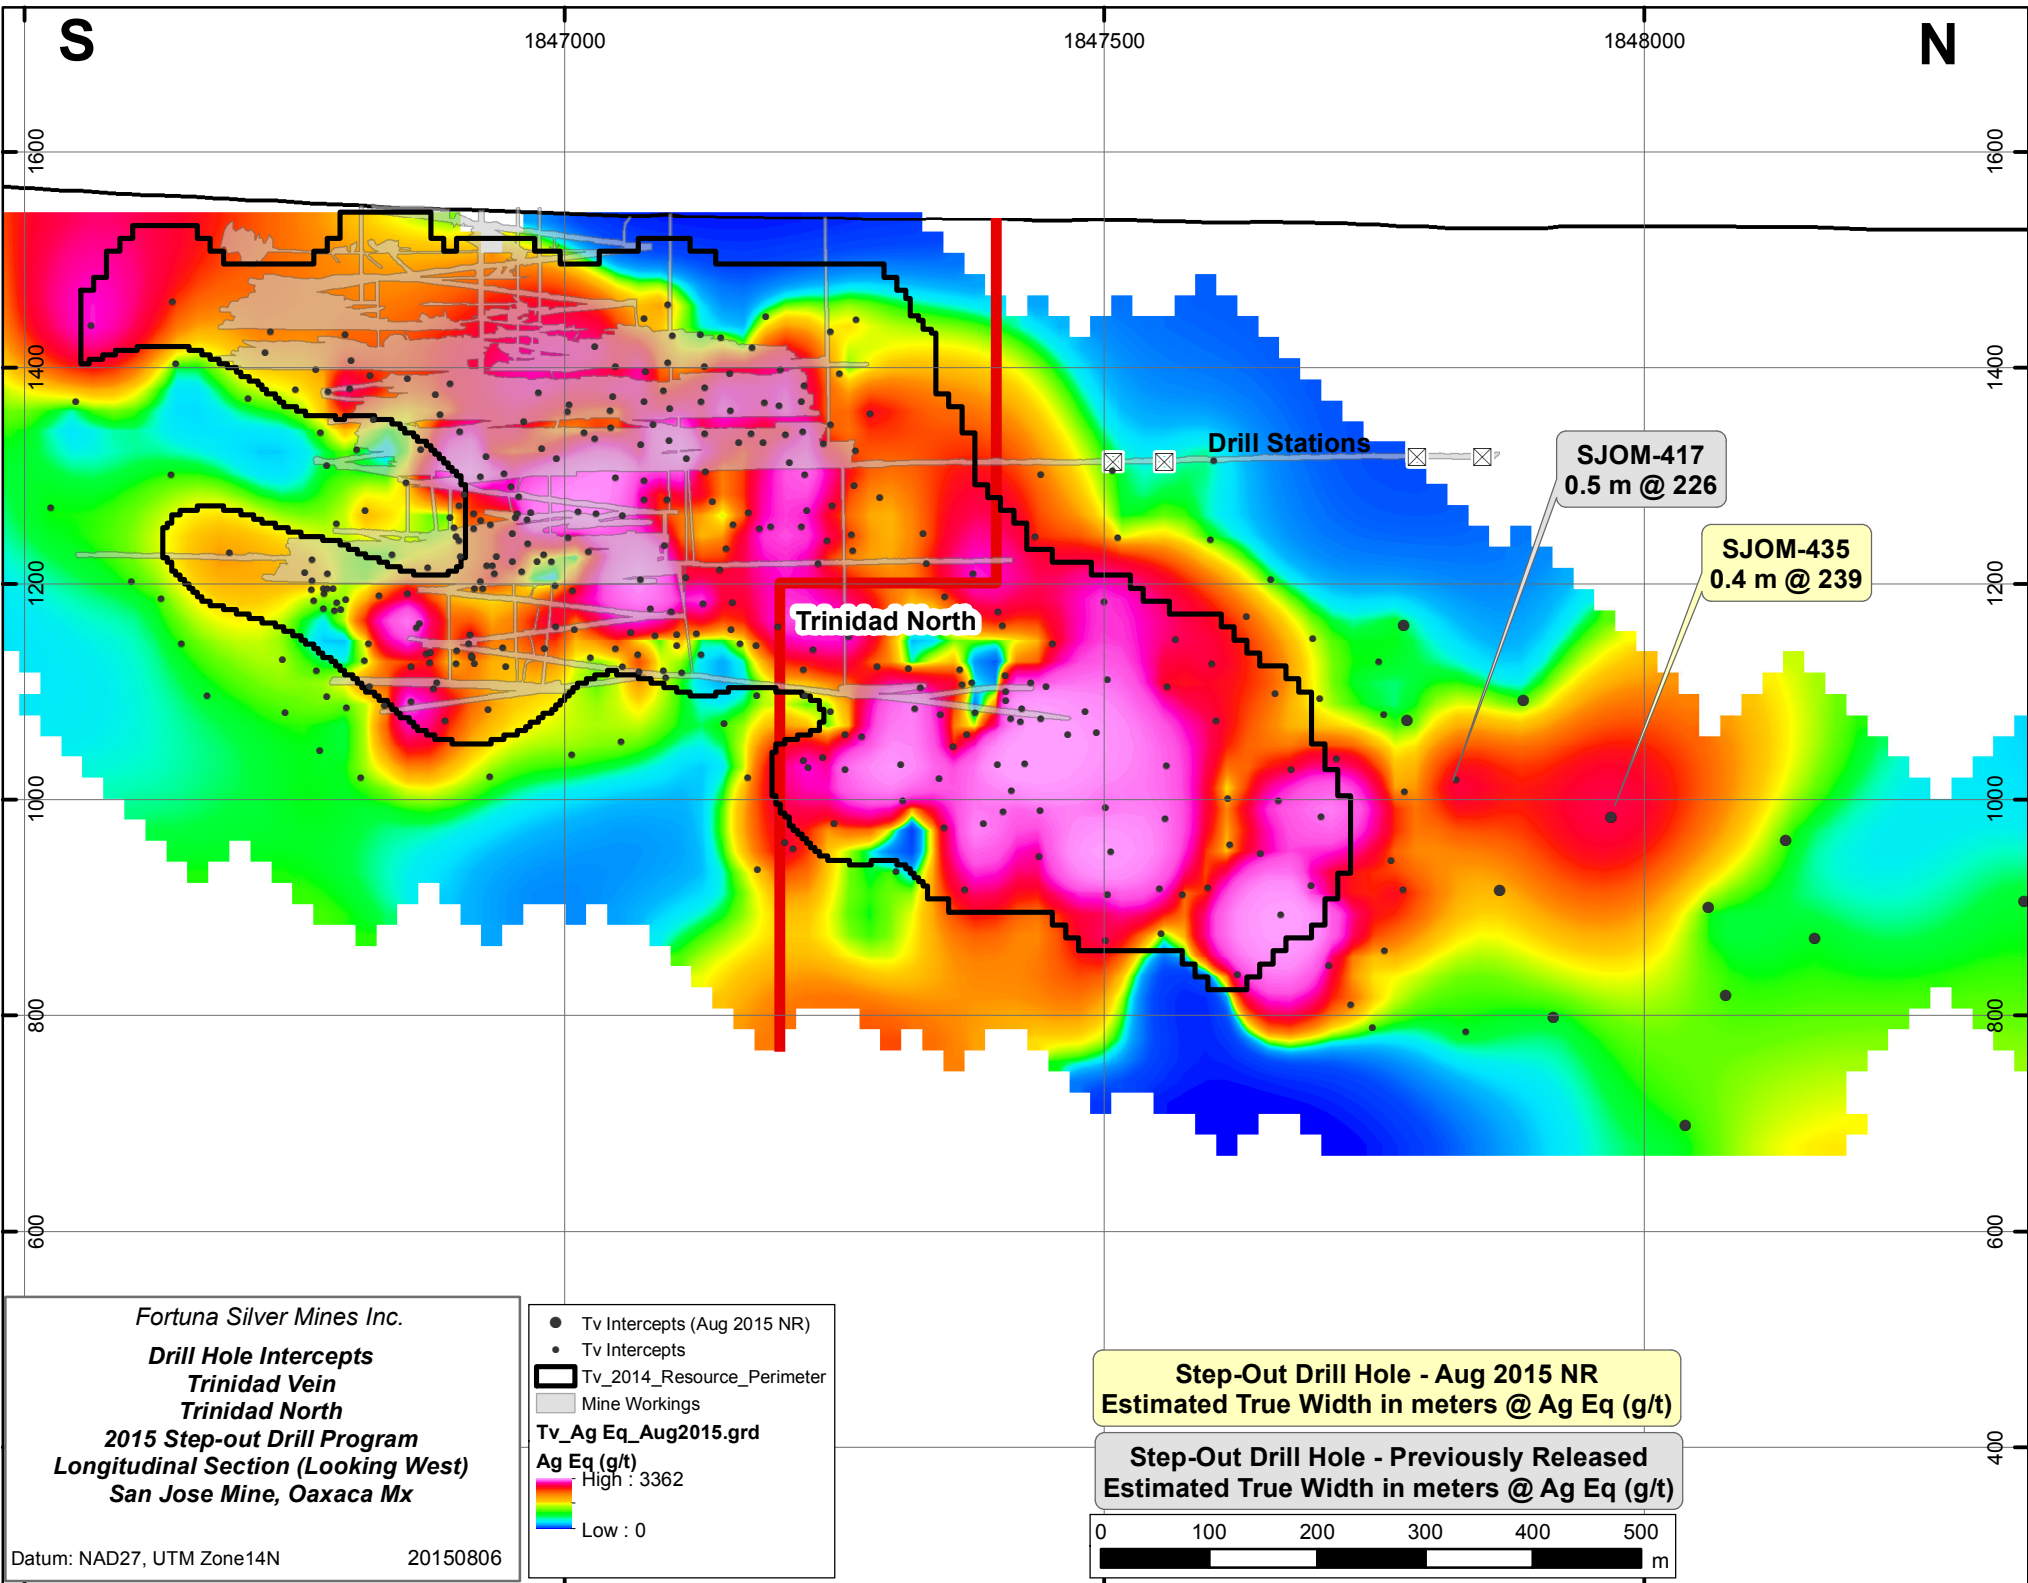 S
1847000
1847500
1848000
N
1600
1600
1400
1400
1200
1200
1000
1000
800
800
600
600
400
Drill Stations
SJOM-417
0.5 m @ 226
SJOM-435
0.4 m @ 239
Trinidad North
Fortuna Silver Mines Inc.
Drill Hole Intercepts
Trinidad Vein
Trinidad North
2015 Step-out Drill Program
Longitudinal Section (Looking West)
San Jose Mine, Oaxaca Mx
Datum: NAD27, UTM Zone14N 20150806
Tv Intercepts (Aug 2015 NR)
Tv Intercepts
Tv_2014_Resource_Perimeter
Mine Workings
Tv_Ag Eq_Aug2015.grd
Ag Eq (g/t)
High : 3362
Low : 0
Step-Out Drill Hole - Aug 2015 NR
Estimated True Width in meters @ Ag Eq (g/t)
Step-Out Drill Hole - Previously Released
Estimated True Width in meters @ Ag Eq (g/t)
0 100 200 300 400 500
m